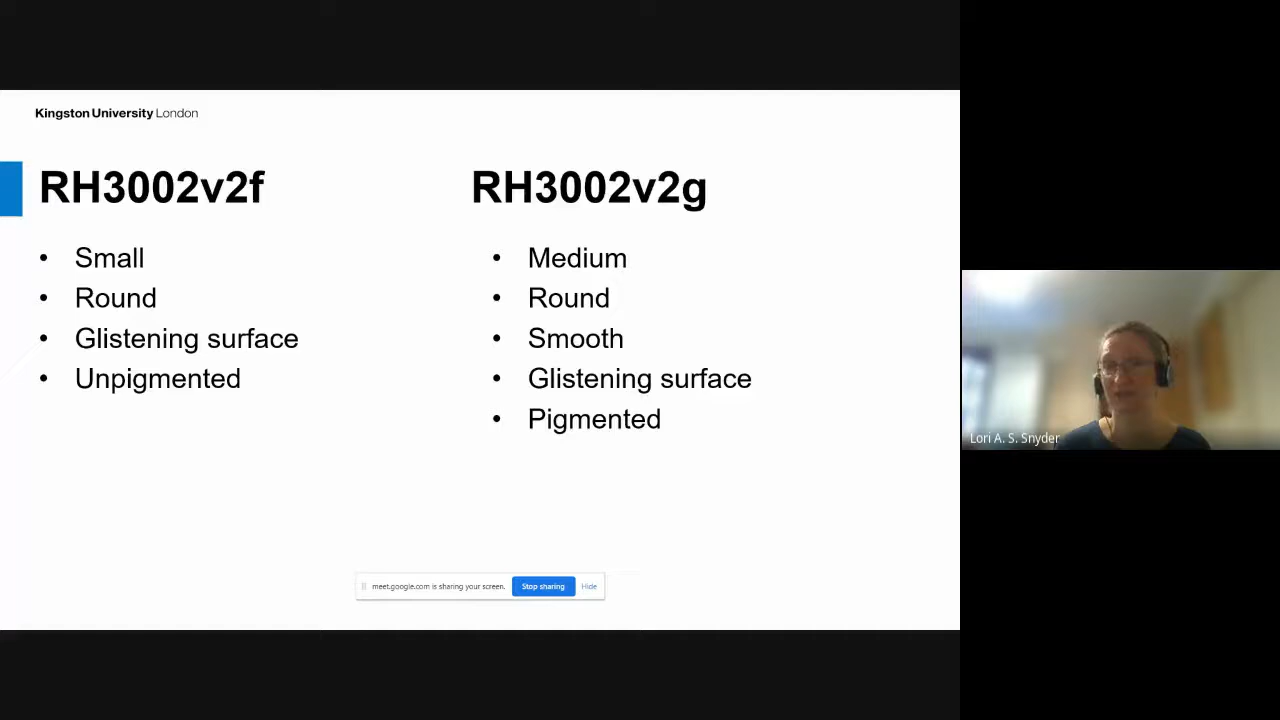 Kingston University London
RH3002v2f
• Small
• Round
• Glistening surface
• Unpigmented
RH3002v2g
• Medium
• Round
• Smooth
• Glistening surface
• Pigmented
meet.google.com is sharing your screen. Stop sharing Hide
Lori A. S. Snyder